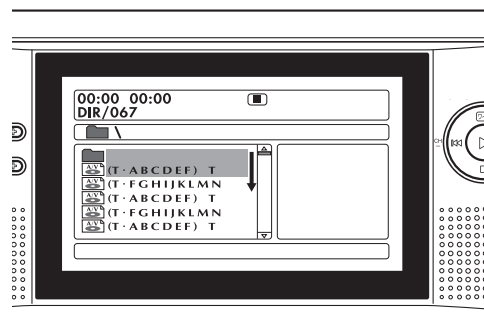 00:00 00:00
DIR/067
\
(T·ABCDEF) T
(T·FGHIJKLMN
(T·ABCDEF) T
(T·FGHIJKLMN
(T·ABCDEF) T